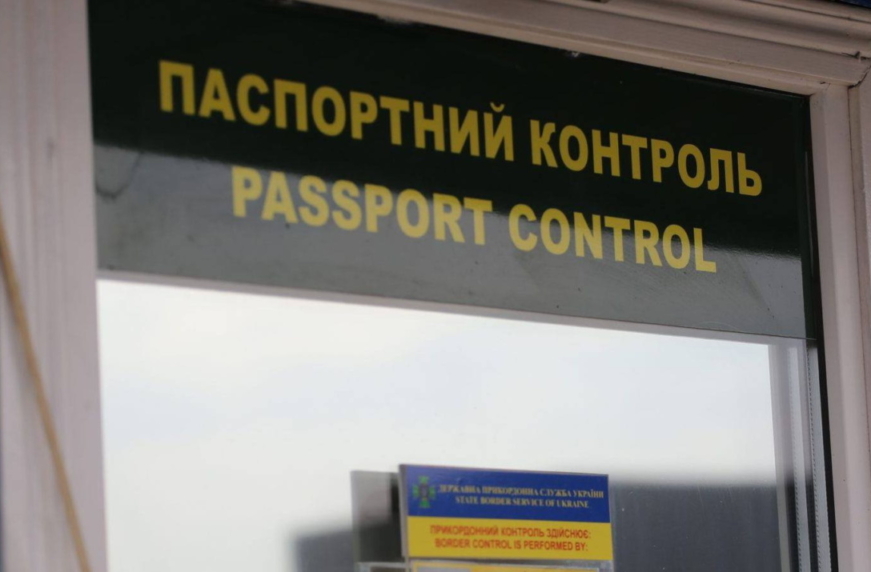 ПАСПОРТНИЙ КОНТРОЛЬ
PASSPORT CONTROL
ДЕРЖАВНА ПРИКОРДОННА СЛУЖБА УКРАЇНИ
STATE BORDER SERVICE OF UKRAINE
ПРИКОРДОННИЙ КОНТРОЛЬ ЗДІЙСНЮЄ:
BORDER CONTROL IS PERFORMED BY: